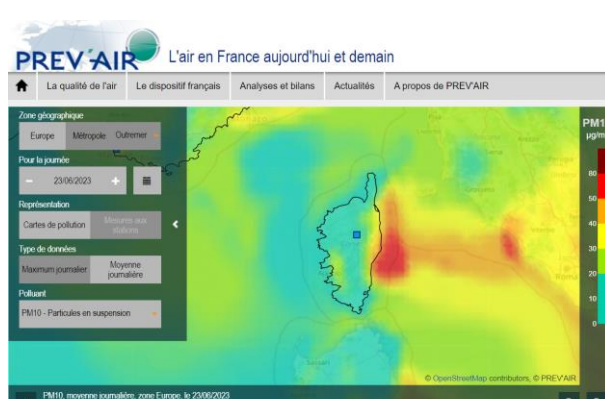 PREV'AIR
L'air en France aujourd'hui et demain
La qualité de l'air Le dispositif français Analyses et bilans Actualités A propos de PREV'AIR
Zone géographique
Europe Métropole Outremer
Pour la journée
- 23/06/2023 +
Représentation
Cartes de pollution Mesures aux stations
Type de données
Maximum journalier Moyenne journalière
Polluant
PM10 - Particules en suspension
PM1
µg/m
80
50
40
30
20
10
0
© OpenStreetMap contributors, © PREV'AIR
PM10, moyenne journalière, zone Europe, le 23/06/2023